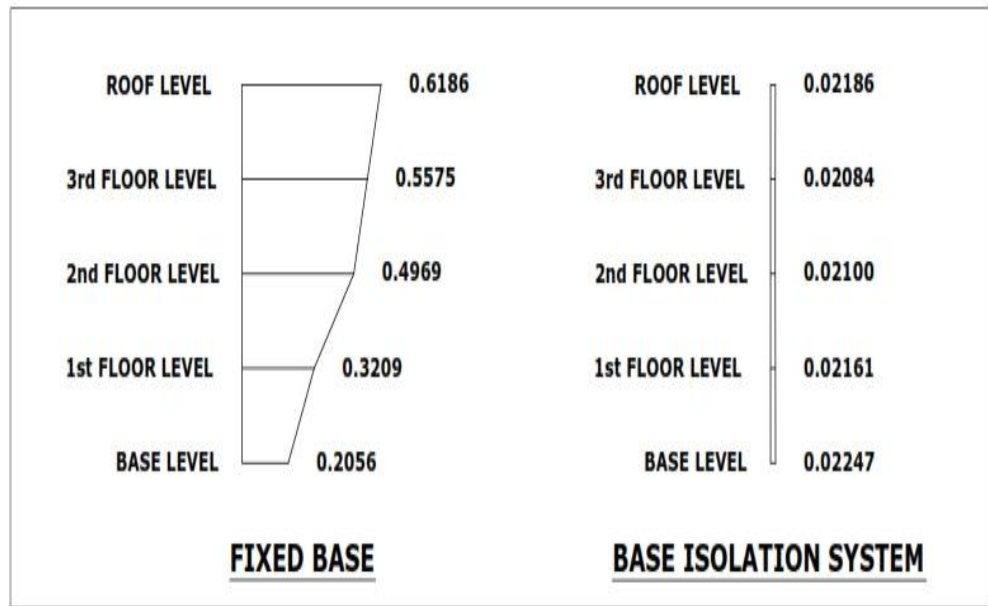 ROOF LEVEL 0.6186
3rd FLOOR LEVEL 0.5575
2nd FLOOR LEVEL 0.4969
1st FLOOR LEVEL 0.3209
BASE LEVEL 0.2056
FIXED BASE
ROOF LEVEL 0.02186
3rd FLOOR LEVEL 0.02084
2nd FLOOR LEVEL 0.02100
1st FLOOR LEVEL 0.02161
BASE LEVEL 0.02247
BASE ISOLATION SYSTEM